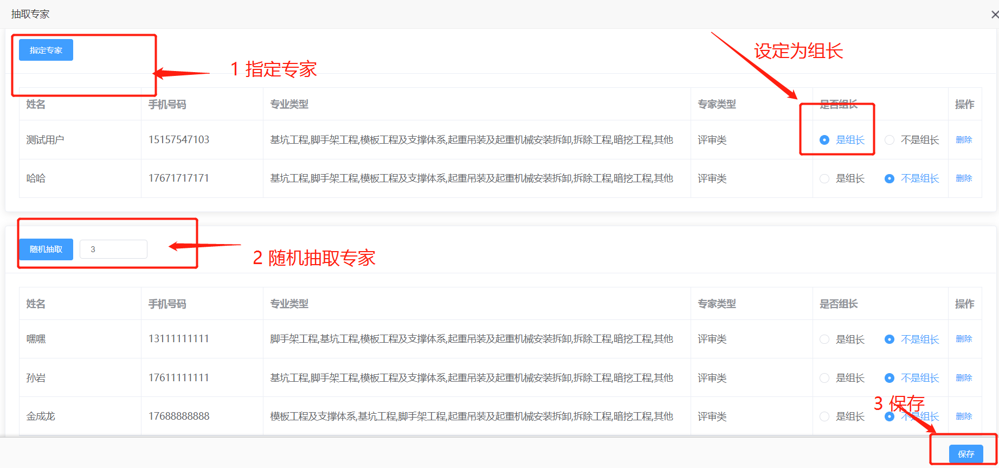 抽取专家
指定专家
1 指定专家
设定为组长
姓名 手机号码 专业类型 专家类型 是否组长 操作
测试用户 15157547103 基坑工程,脚手架工程,模板工程及支撑体系,起重吊装及起重机械安装拆卸,拆除工程,暗挖工程,其他 评审类 是组长 不是组长 删除
哈哈 17671717171 基坑工程,脚手架工程,模板工程及支撑体系,起重吊装及起重机械安装拆卸,拆除工程,暗挖工程,其他 评审类 是组长 不是组长 删除
随机抽取 3
2 随机抽取专家
姓名 手机号码 专业类型 专家类型 是否组长 操作
嘿嘿 13111111111 脚手架工程,基坑工程,模板工程及支撑体系,起重吊装及起重机械安装拆卸,拆除工程,暗挖工程,其他 评审类 是组长 不是组长 删除
孙岩 17611111111 基坑工程,脚手架工程,模板工程及支撑体系,起重吊装及起重机械安装拆卸,拆除工程,暗挖工程,其他 评审类 是组长 不是组长 删除
3 保存
金成龙 17688888888 模板工程及支撑体系,基坑工程,脚手架工程,起重吊装及起重机械安装拆卸,拆除工程,暗挖工程,其他 评审类 是组长 不是组长 删除
保存